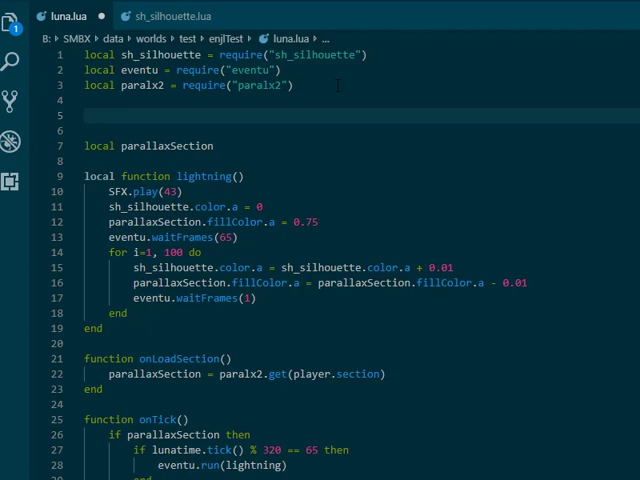 luna.lua ● sh_silhouette.lua
B: > SMBX > data > worlds > test > enjlTest > luna.lua > ...
1 local sh_silhouette = require("sh_silhouette")
2 local eventu = require("eventu")
3 local paralx2 = require("paralx2")
4
5
6
7 local parallaxSection
8
9 local function lightning()
10 SFX.play(43)
11 sh_silhouette.color.a = 0
12 parallaxSection.fillColor.a = 0.75
13 eventu.waitFrames(65)
14 for i=1, 100 do
15 sh_silhouette.color.a = sh_silhouette.color.a + 0.01
16 parallaxSection.fillColor.a = parallaxSection.fillColor.a - 0.01
17 eventu.waitFrames(1)
18 end
19 end
20
21 function onLoadSection()
22 parallaxSection = paralx2.get(player.section)
23 end
24
25 function onTick()
26 if parallaxSection then
27 if lunatime.tick() % 320 == 65 then
28 eventu.run(lightning)
29 end
1